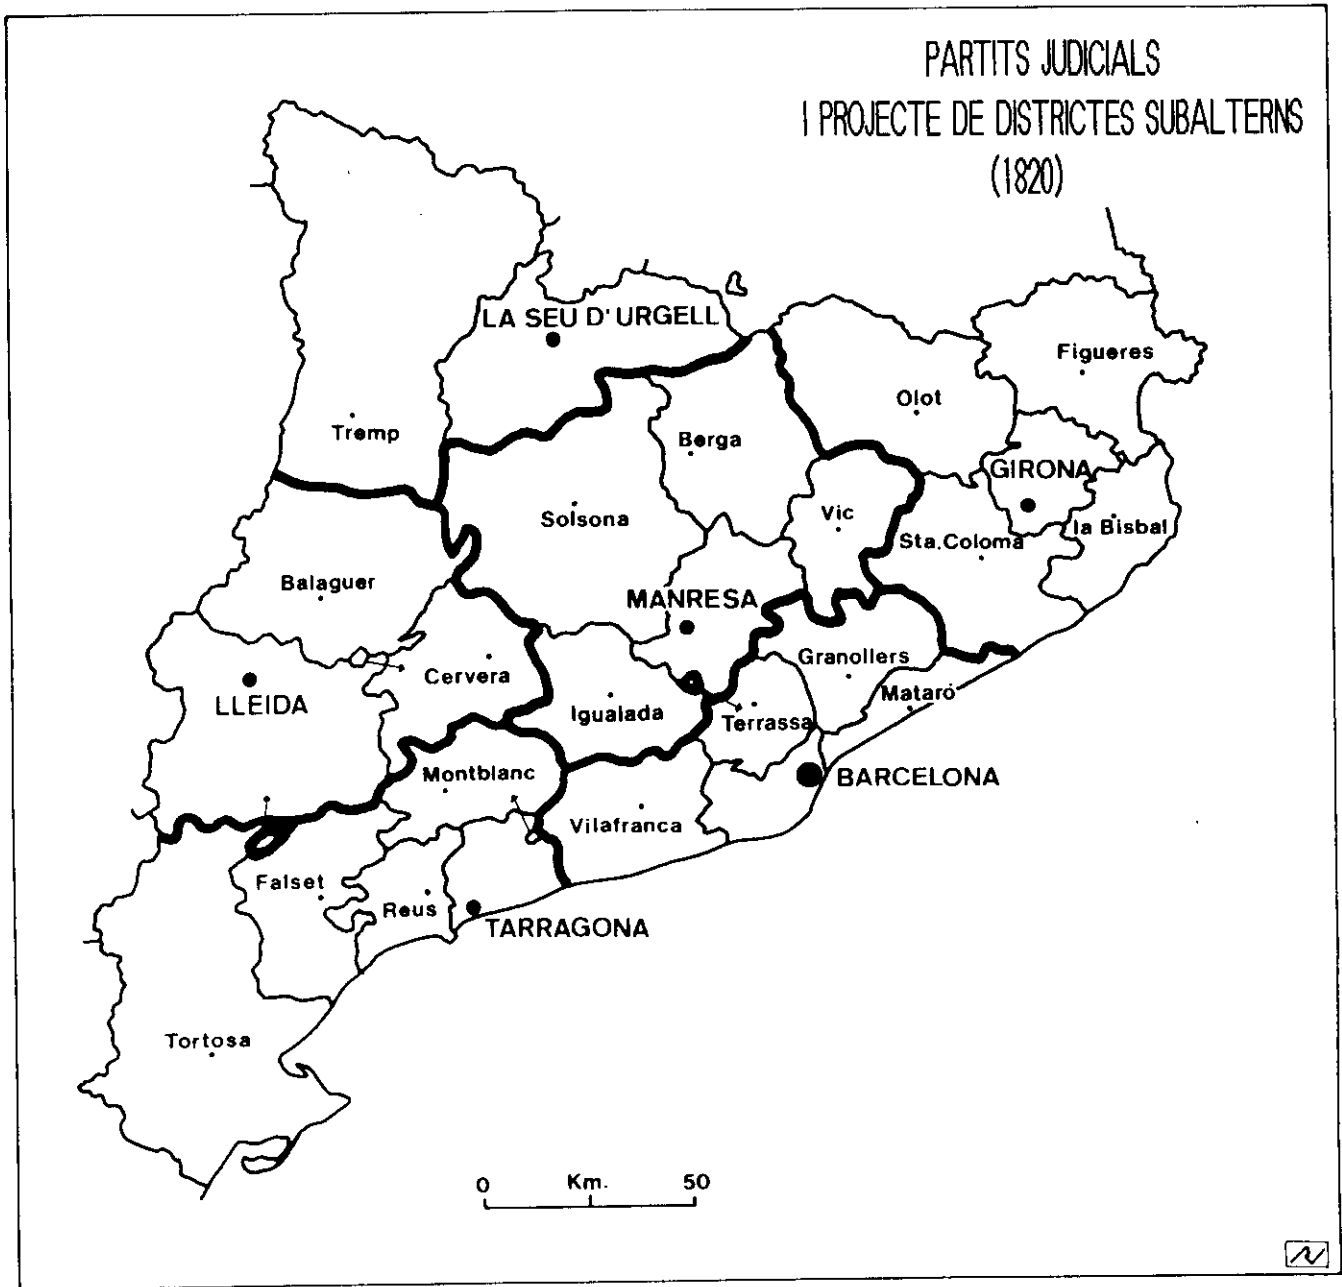 PARTITS JUDICIALS
I PROJECTE DE DISTRICTES SUBALTERNS
(1820)
LA SEU D'URGELL
Figueres
Olot
Tremp
Berga
GIRONA
Solsona
Vic
Sta. Coloma
la Bisbal
Balaguer
MANRESA
Granollers
Cervera
Mataró
LLEIDA
Igualada
Terrassa
Montblanc
BARCELONA
Vilafranca
Falset
Reus
TARRAGONA
Tortosa
0 Km. 50